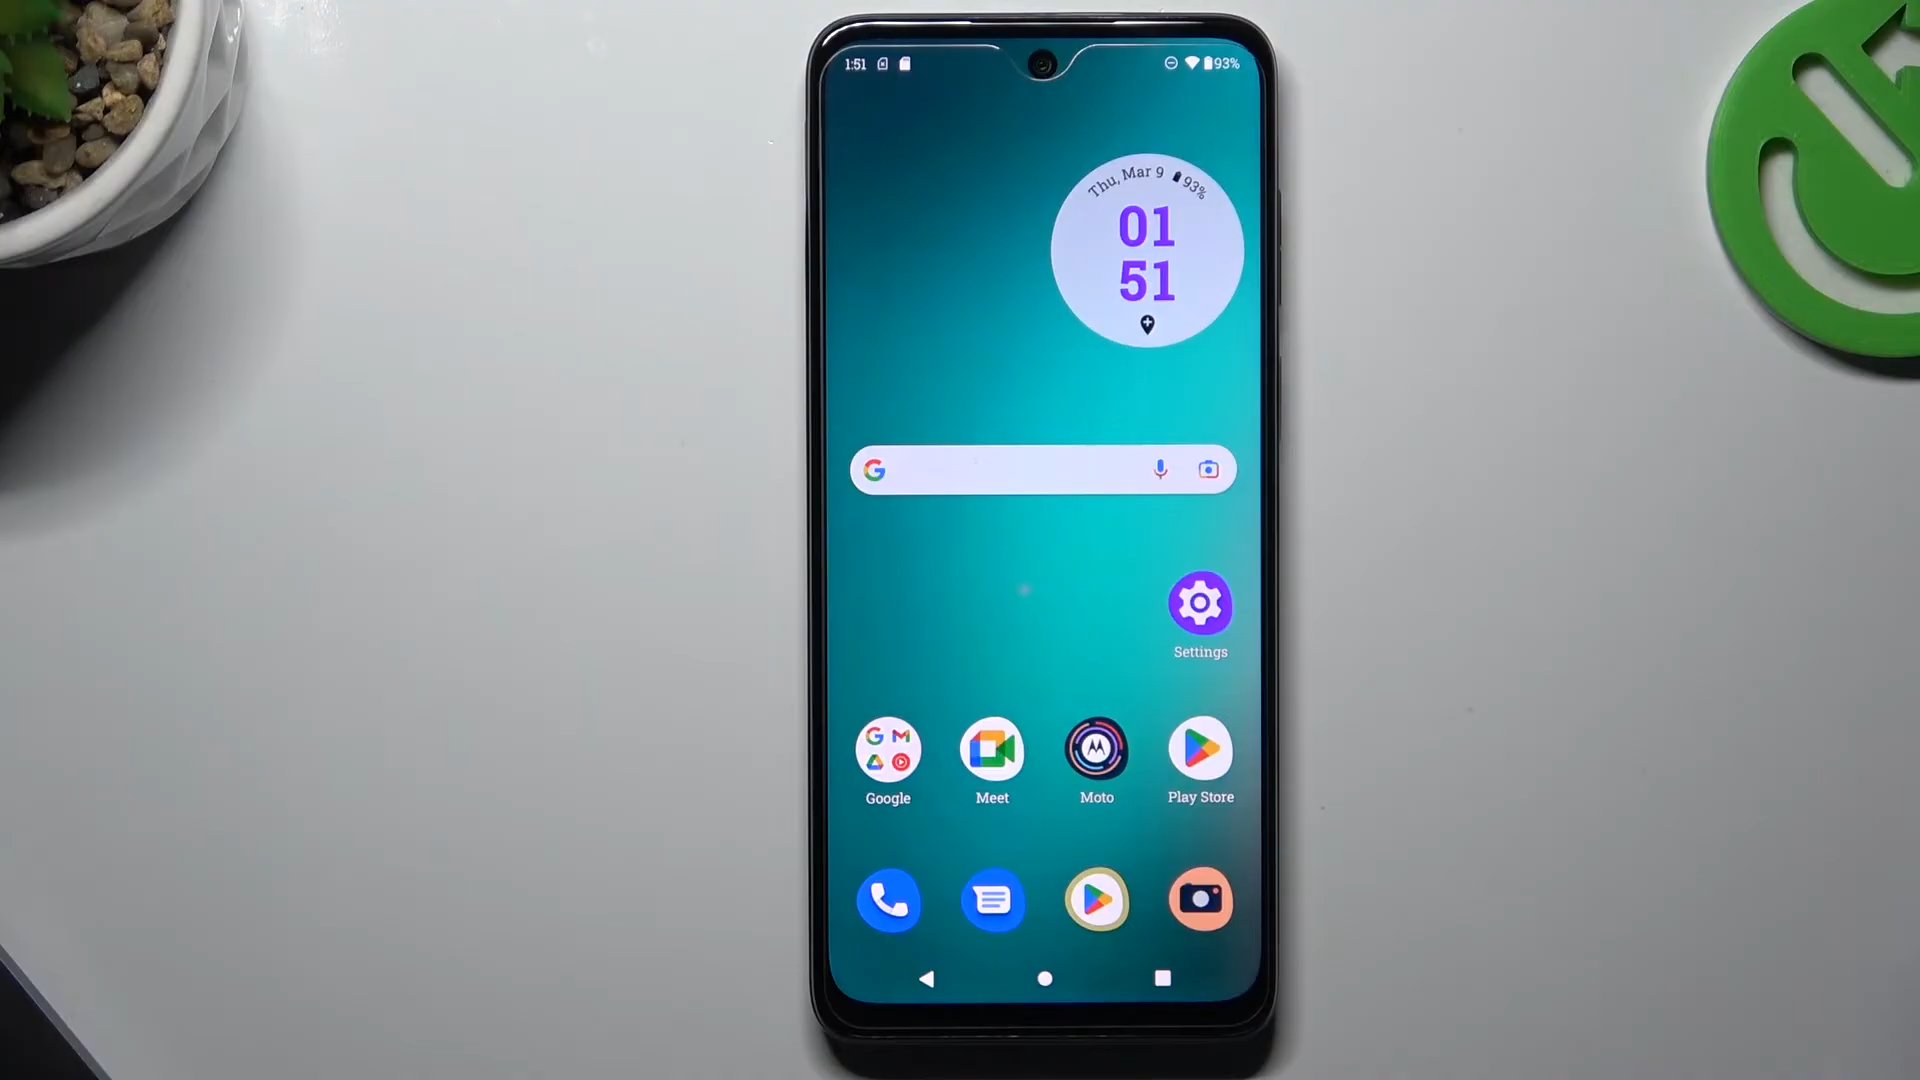 1:51
93%
Thu, Mar 9 93%
01
51
Settings
Google
Meet
Moto
Play Store